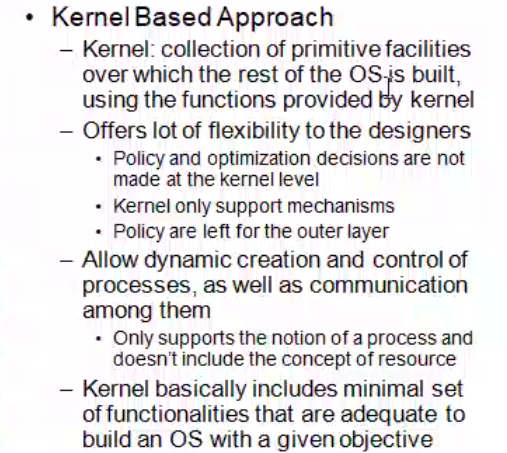 • Kernel Based Approach
– Kernel: collection of primitive facilities
over which the rest of the OS is built,
using the functions provided by kernel
– Offers lot of flexibility to the designers
• Policy and optimization decisions are not
made at the kernel level
• Kernel only support mechanisms
• Policy are left for the outer layer
– Allow dynamic creation and control of
processes, as well as communication
among them
• Only supports the notion of a process and
doesn't include the concept of resource
– Kernel basically includes minimal set
of functionalities that are adequate to
build an OS with a given objective